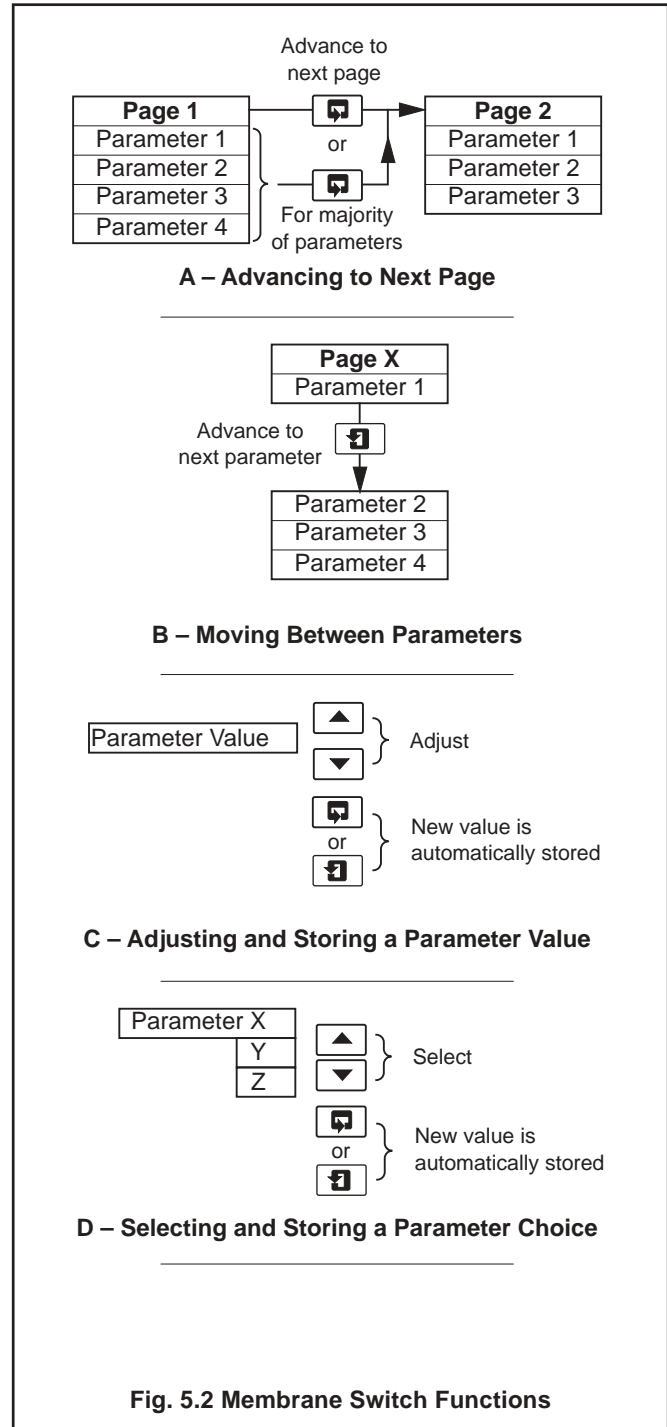 Advance to
next page
Page 1
Parameter 1
Parameter 2
Parameter 3
Parameter 4
or
For majority
of parameters
Page 2
Parameter 1
Parameter 2
Parameter 3
A – Advancing to Next Page
Page X
Parameter 1
Advance to
next parameter
Parameter 2
Parameter 3
Parameter 4
B – Moving Between Parameters
Parameter Value
Adjust
or
New value is
automatically stored
C – Adjusting and Storing a Parameter Value
Parameter X
Y
Z
Select
or
New value is
automatically stored
D – Selecting and Storing a Parameter Choice
Fig. 5.2 Membrane Switch Functions